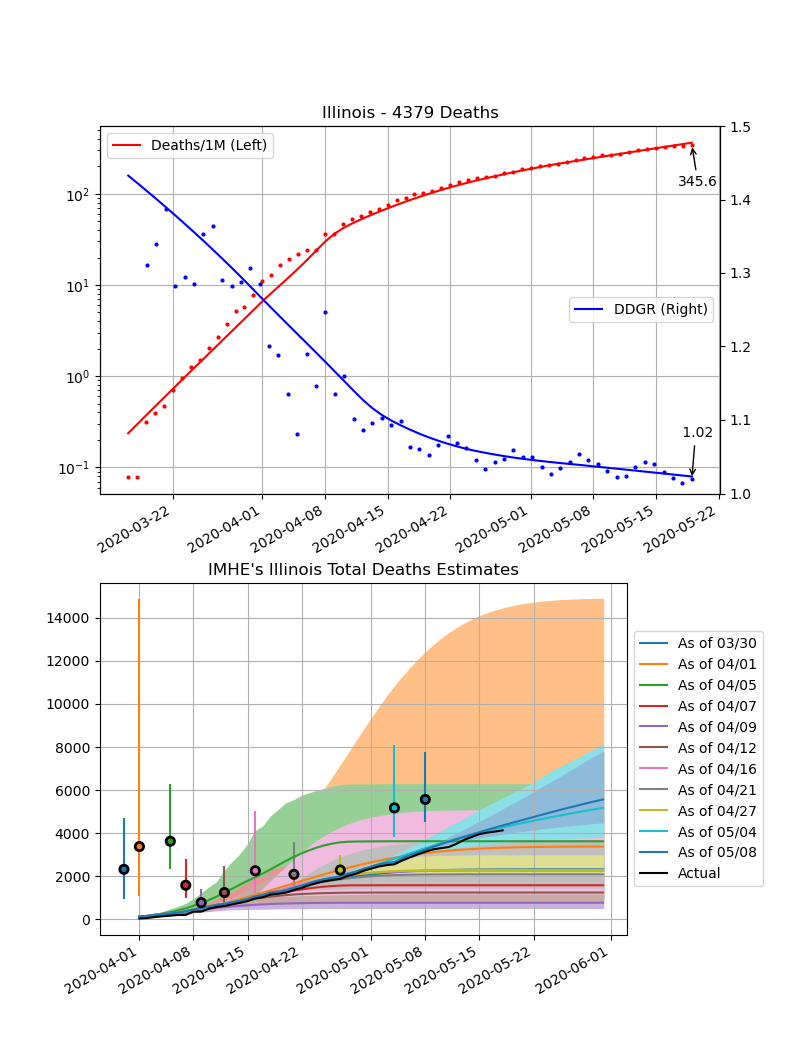 Illinois - 4379 Deaths
Deaths/1M (Left)
1.5
10²
345.6
1.4
10¹
1.3
DDGR (Right)
10⁰
1.2
1.02
1.1
10⁻¹
1.0
2020-03-22
2020-04-01
2020-04-08
2020-04-15
2020-04-22
2020-05-01
2020-05-08
2020-05-15
2020-05-22
IMHE's Illinois Total Deaths Estimates
14000
12000
10000
8000
6000
4000
2000
0
As of 03/30
As of 04/01
As of 04/05
As of 04/07
As of 04/09
As of 04/12
As of 04/16
As of 04/21
As of 04/27
As of 05/04
As of 05/08
Actual
2020-04-01
2020-04-08
2020-04-15
2020-04-22
2020-05-01
2020-05-08
2020-05-15
2020-05-22
2020-06-01